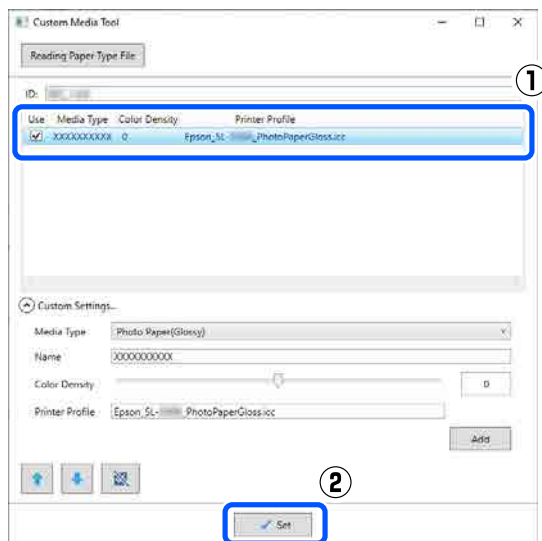 Custom Media Tool
①
Reading Paper Type File
ID:
Use Media Type Color Density Printer Profile
XXXXXXXXXX 0 Epson_SL- _PhotoPaperGloss.icc
Custom Settings...
Media Type Photo Paper(Glossy)
Name XXXXXXXXXX
Color Density 0
Printer Profile Epson_SL- _PhotoPaperGloss.icc
Add
②
Set